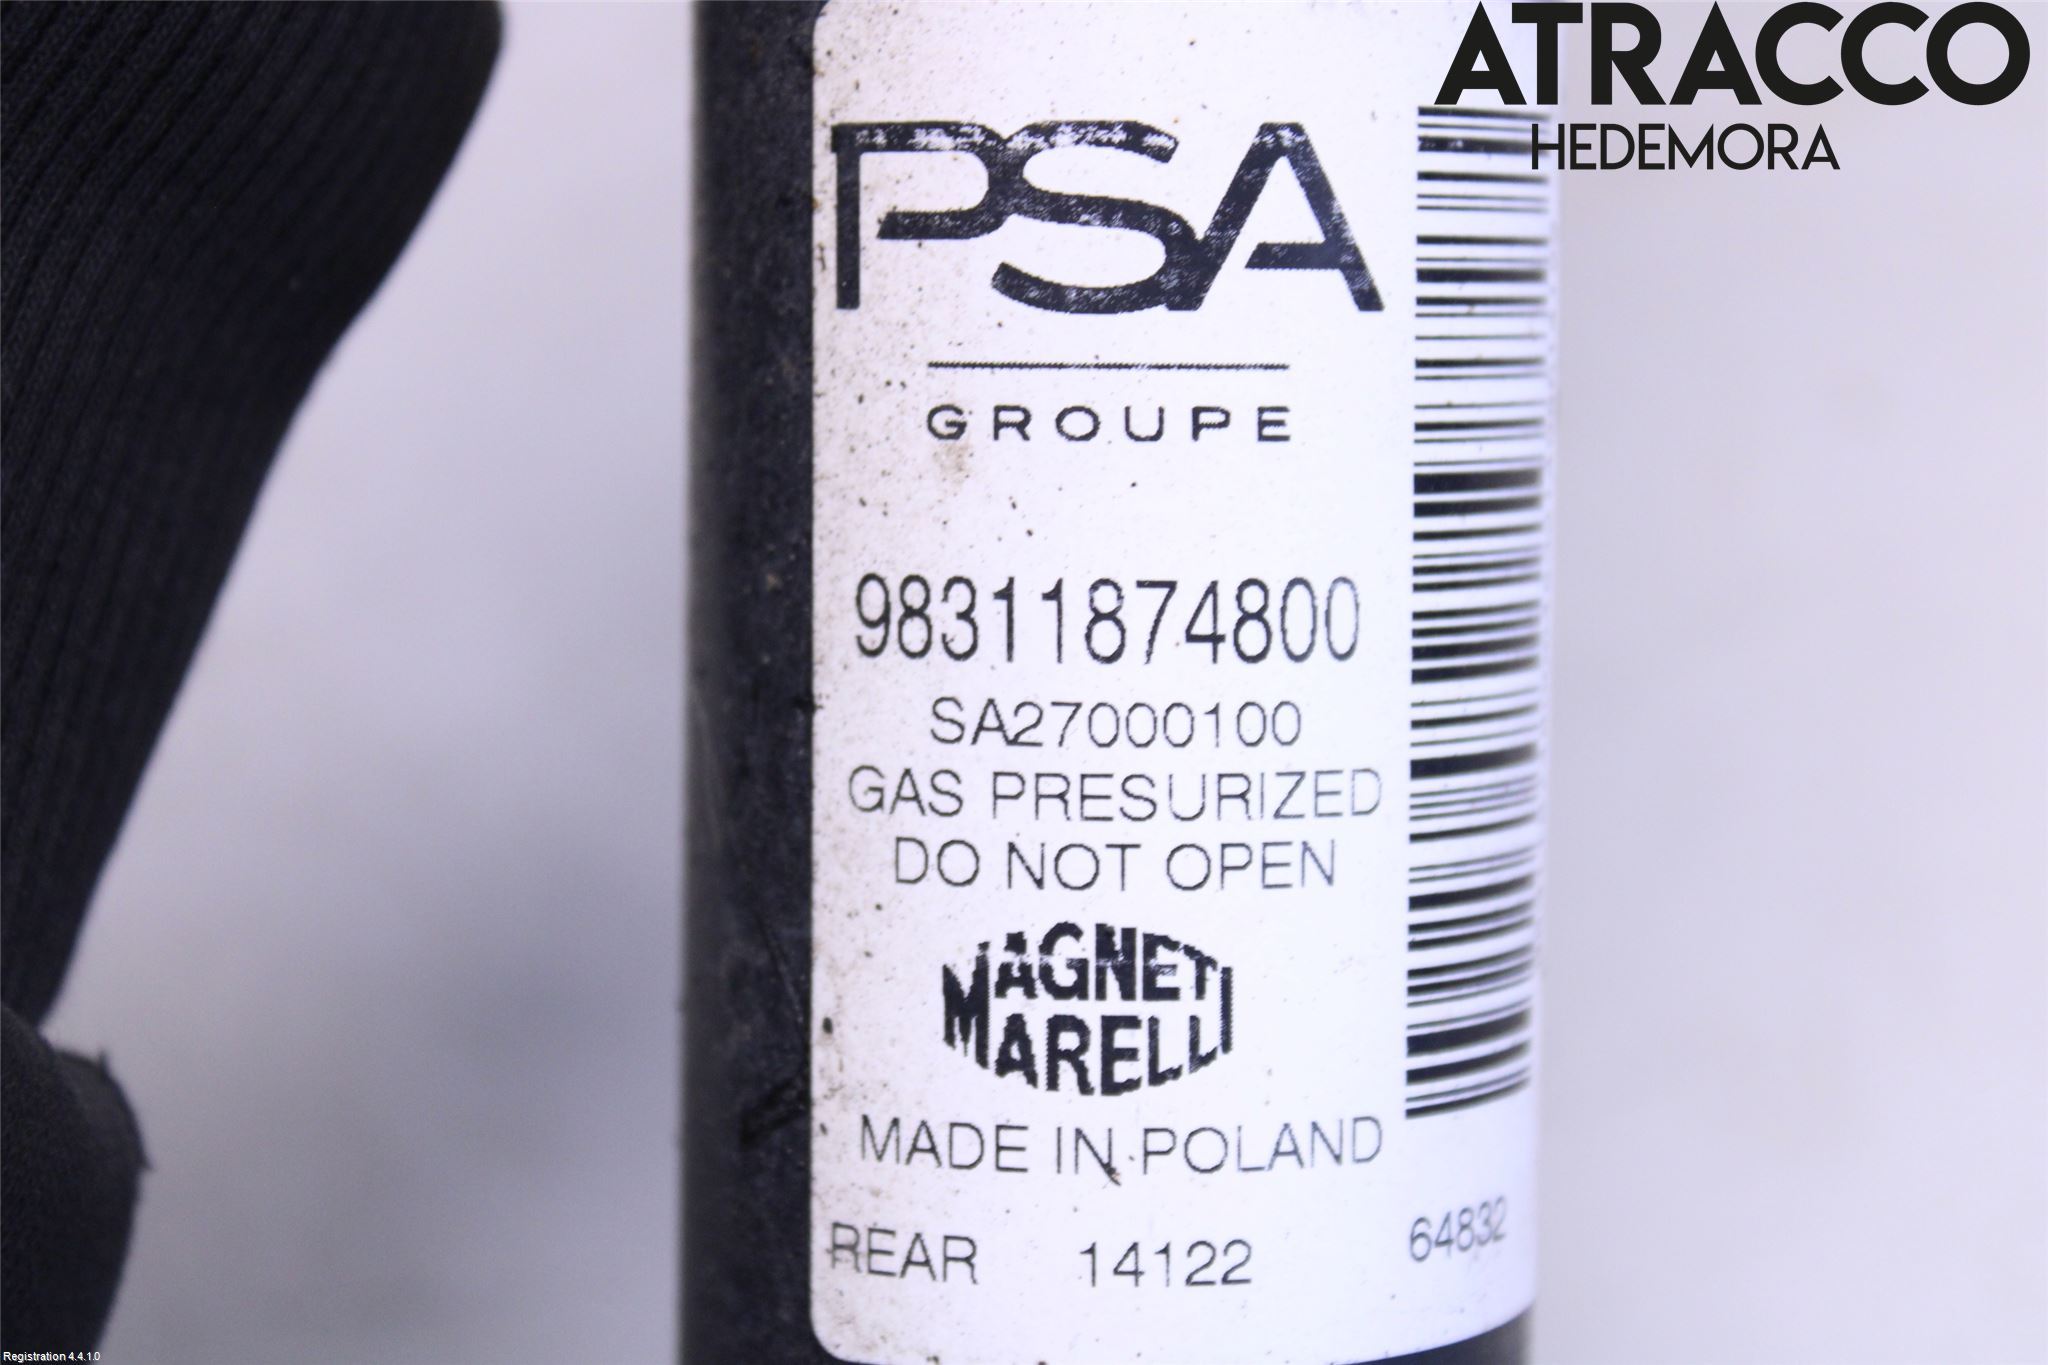 ATRACCO
HEDEMORA
PSA
GROUPE
98311874800
SA27000100
GAS PRESURIZED
DO NOT OPEN
MAGNETI
MARELLI
MADE IN POLAND
REAR 14122 64832
Registration 4.4.1.0